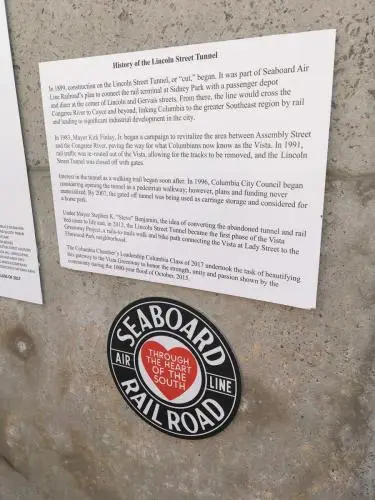 History of the Lincoln Street Tunnel
In 1889, construction on the Lincoln Street Tunnel, or "cut," began. It was part of Seaboard Air
Line Railroad's plan to connect the rail terminal at Sidney Park with a passenger depot
and diner at the corner of Lincoln and Gervais streets. From there, the line would cross the
Congaree River to Cayce and beyond, linking Columbia to the greater Southeast region by rail
and leading to significant industrial development in the city.
In 1983, Mayor Kirk Finlay, Jr. began a campaign to revitalize the area between Assembly Street
and the Congaree River, paving the way for what Columbians now know as the Vista. In 1991,
rail traffic was re-routed out of the Vista, allowing for the tracks to be removed, and the Lincoln
Street Tunnel was closed off with gates.
Interest in the tunnel as a walking trail began soon after. In 1996, Columbia City Council began
considering opening the tunnel as a pedestrian walkway; however, plans and funding never
materialized. By 2007, the gated off tunnel was being used as carriage storage and considered for
a home park.
Under Mayor Stephen K. "Steve" Benjamin, the idea of converting the abandoned tunnel and rail
bed came to life and, in 2012, the Lincoln Street Tunnel became the first phase of the Vista
Greenway Project, a rails-to-trails walk and bike path connecting the Vista at Lady Street to the
Elmwood Park neighborhood.
The Columbia Chamber's Leadership Columbia Class of 2017 undertook the task of beautifying
this gateway to the Vista Greenway to honor the strength, unity and passion shown by the
community during the 1000-year flood of October, 2015.
SEABOARD
AIR LINE
THROUGH
THE HEART
OF THE
SOUTH
RAILROAD